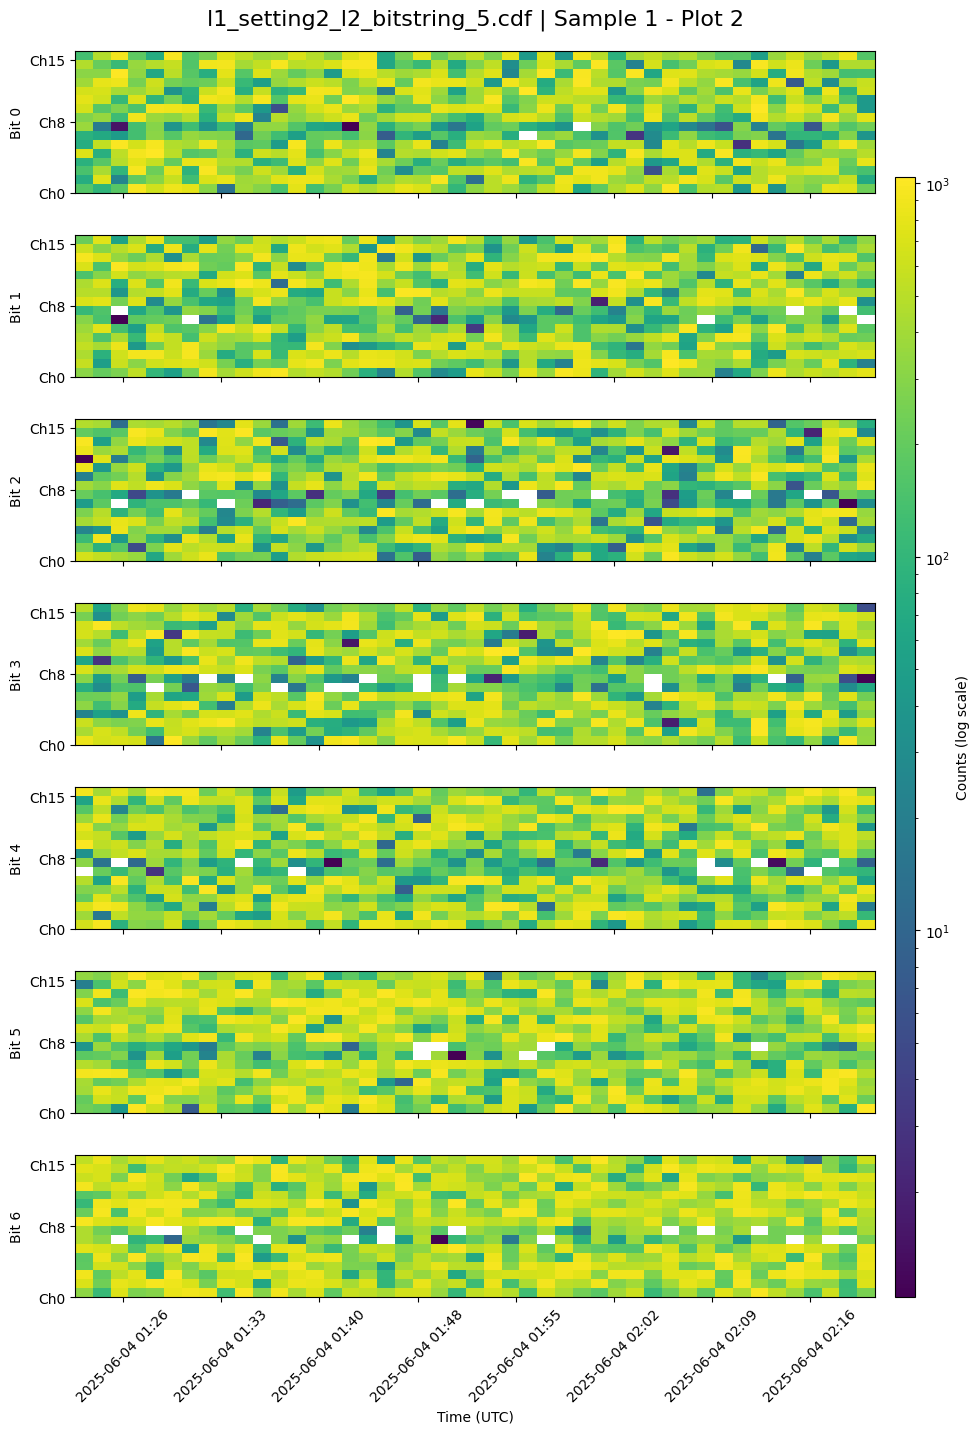 l1_setting2_l2_bitstring_5.cdf | Sample 1 - Plot 2
Ch15
Ch8
Ch0
Bit 0
Ch15
Ch8
Ch0
Bit 1
Ch15
Ch8
Ch0
Bit 2
Ch15
Ch8
Ch0
Bit 3
Ch15
Ch8
Ch0
Bit 4
Ch15
Ch8
Ch0
Bit 5
Ch15
Ch8
Ch0
Bit 6
2025-06-04 01:26
2025-06-04 01:33
2025-06-04 01:40
2025-06-04 01:48
2025-06-04 01:55
2025-06-04 02:02
2025-06-04 02:09
2025-06-04 02:16
Time (UTC)
10³
10²
10¹
Counts (log scale)